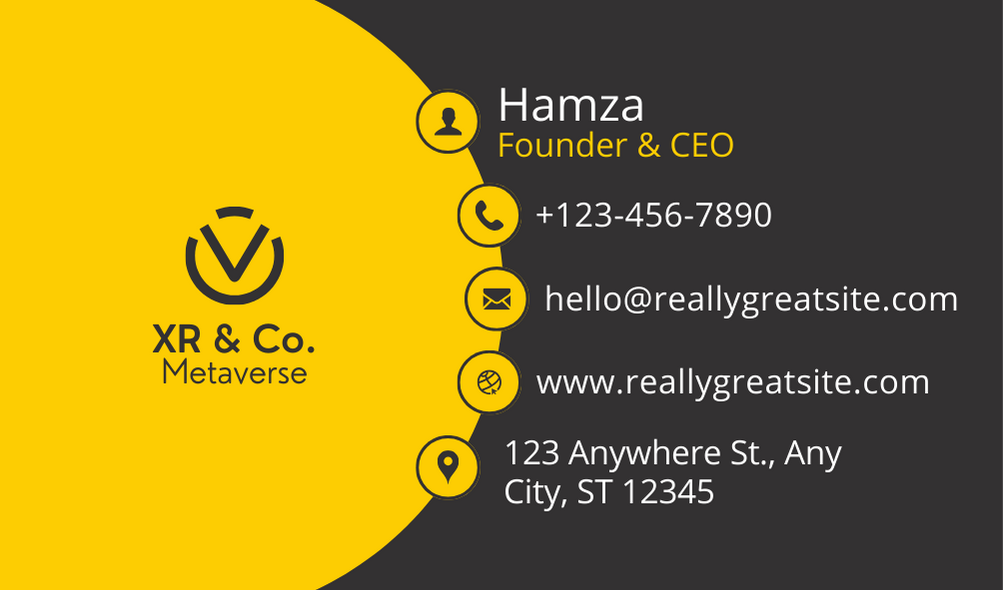 XR & Co.
Metaverse
Hamza
Founder & CEO
+123-456-7890
hello@reallygreatsite.com
www.reallygreatsite.com
123 Anywhere St., Any
City, ST 12345